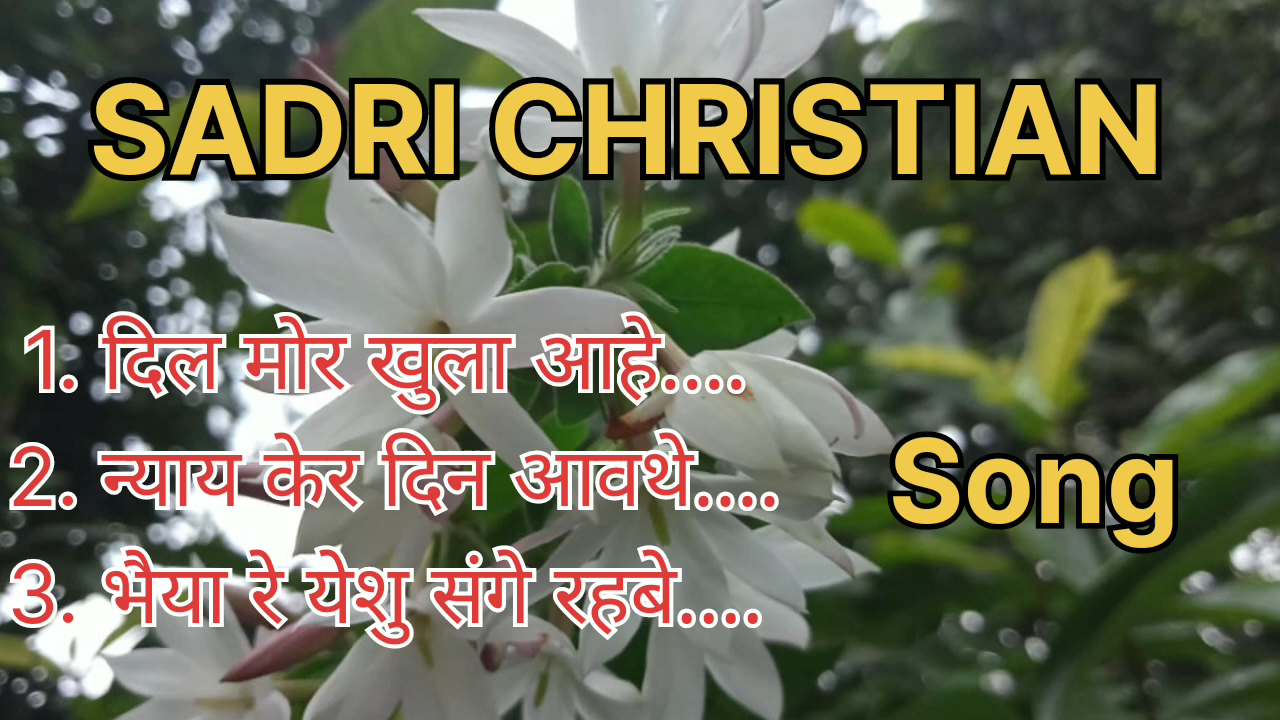 SADRI CHRISTIAN
1. दिल मोर खुला आहे....
2. न्याय केर दिन आवथे....
Song
3. भैया रे येशु संगे रहबे....